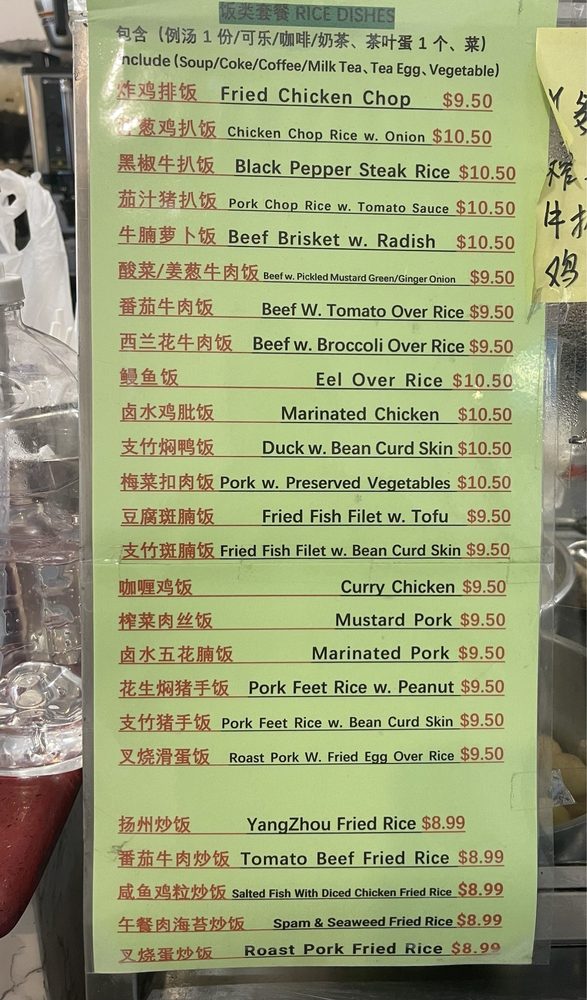 饭类套餐 RICE DISHES
包含（例汤 1 份/可乐/咖啡/奶茶、茶叶蛋 1 个、菜）
include (Soup/Coke/Coffee/Milk Tea、Tea Egg、Vegetable)
炸鸡排饭 Fried Chicken Chop $9.50
葱鸡扒饭 Chicken Chop Rice w. Onion $10.50
黑椒牛扒饭 Black Pepper Steak Rice $10.50
茄汁猪扒饭 Pork Chop Rice w. Tomato Sauce $10.50
牛腩萝卜饭 Beef Brisket w. Radish $10.50
酸菜/姜葱牛肉饭 Beef w. Pickled Mustard Green/Ginger Onion $9.50
番茄牛肉饭 Beef W. Tomato Over Rice $9.50
西兰花牛肉饭 Beef w. Broccoli Over Rice $9.50
鳗鱼饭 Eel Over Rice $10.50
卤水鸡肶饭 Marinated Chicken $10.50
支竹焖鸭饭 Duck w. Bean Curd Skin $10.50
梅菜扣肉饭 Pork w. Preserved Vegetables $10.50
豆腐斑腩饭 Fried Fish Filet w. Tofu $9.50
支竹斑腩饭 Fried Fish Filet w. Bean Curd Skin $9.50
咖喱鸡饭 Curry Chicken $9.50
榨菜肉丝饭 Mustard Pork $9.50
卤水五花腩饭 Marinated Pork $9.50
花生焖猪手饭 Pork Feet Rice w. Peanut $9.50
支竹猪手饭 Pork Feet Rice w. Bean Curd Skin $9.50
叉烧滑蛋饭 Roast Pork W. Fried Egg Over Rice $9.50
扬州炒饭 YangZhou Fried Rice $8.99
番茄牛肉炒饭 Tomato Beef Fried Rice $8.99
咸鱼鸡粒炒饭 Salted Fish With Diced Chicken Fried Rice $8.99
午餐肉海苔炒饭 Spam & Seaweed Fried Rice $8.99
叉烧蛋炒饭 Roast Pork Fried Rice $8.99
鸡